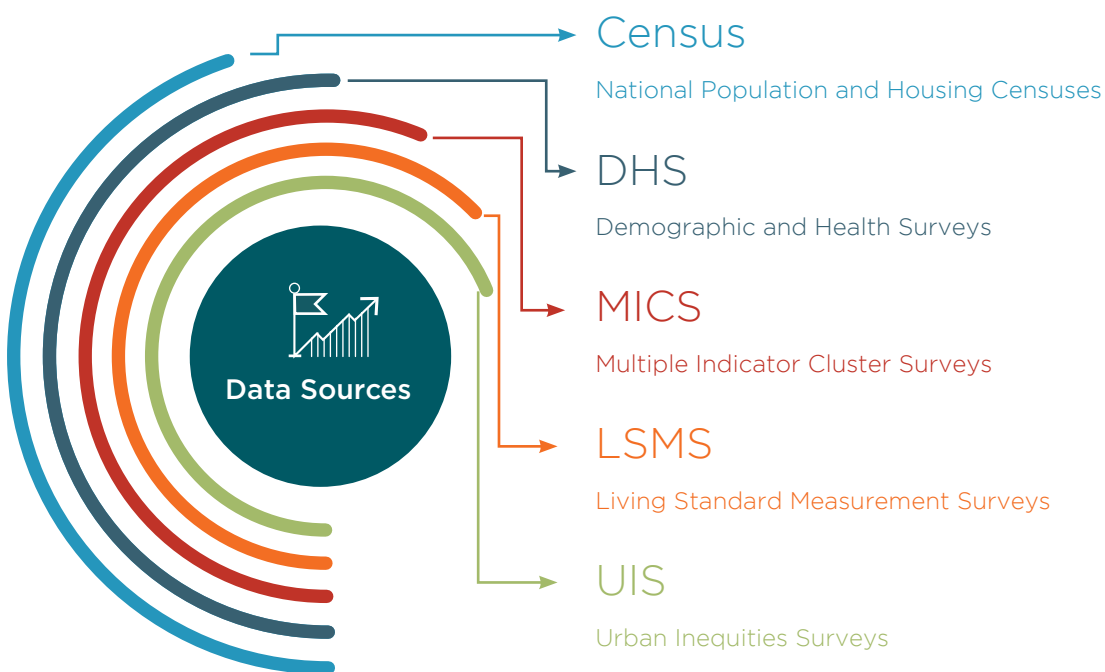 Census
National Population and Housing Censuses
DHS
Demographic and Health Surveys
MICS
Multiple Indicator Cluster Surveys
Data Sources
LSMS
Living Standard Measurement Surveys
UIS
Urban Inequities Surveys